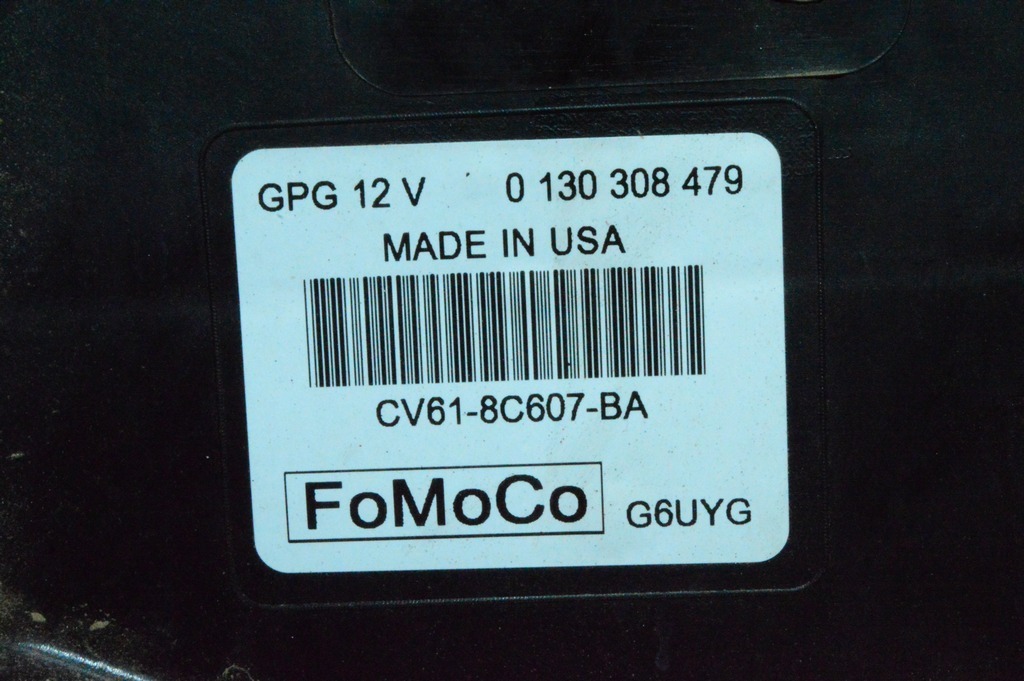 GPG 12 V 0 130 308 479
MADE IN USA
CV61-8C607-BA
FoMoCo G6UYG